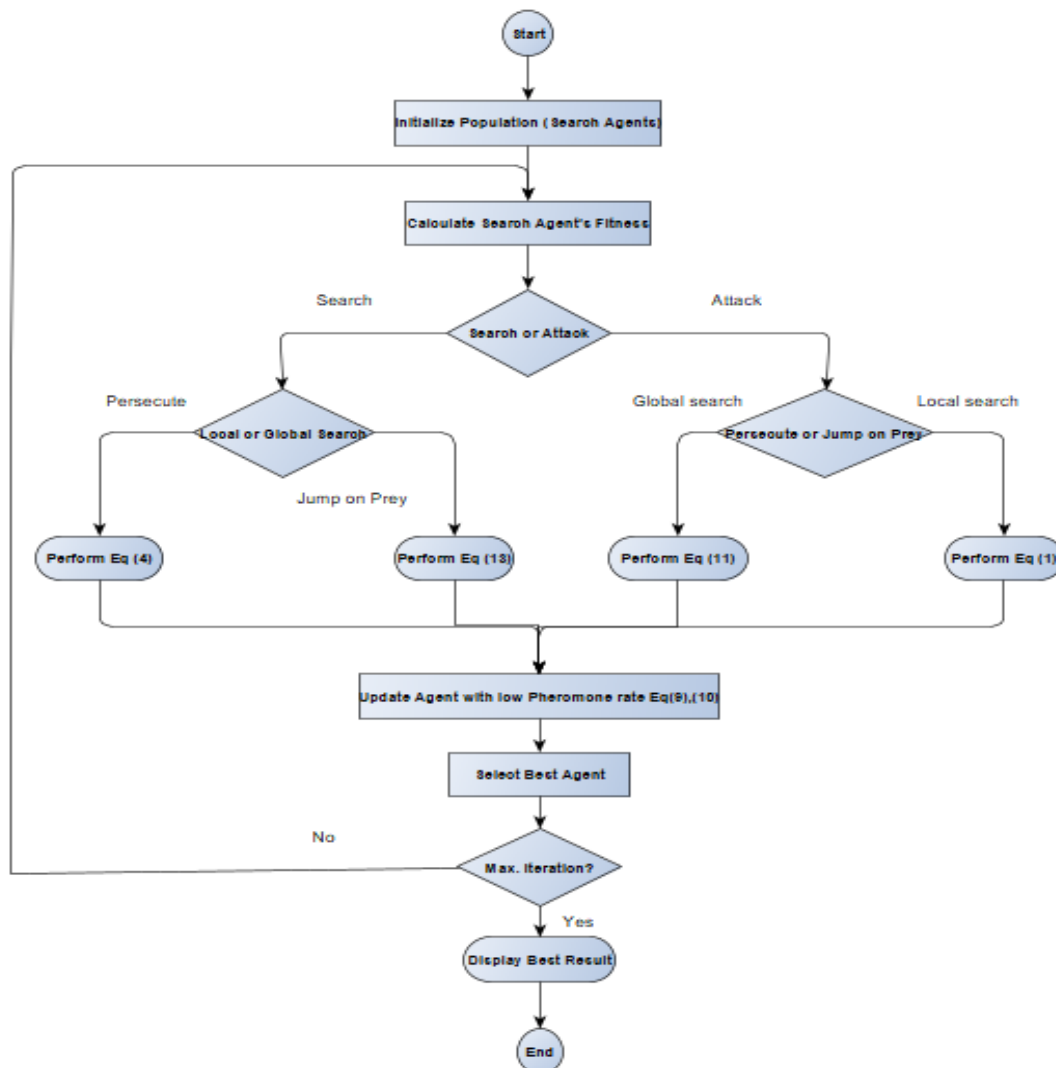 Start
Initialize Population ( Search Agents)
Calculate Search Agent's Fitness
Search
Attack
Search or Attack
Persecute
Global search
Local search
Local or Global Search
Persecute or Jump on Prey
Jump on Prey
Perform Eq (4)
Perform Eq (13)
Perform Eq (11)
Perform Eq (1)
Update Agent with low Pheromone rate Eq(9),(10)
Select Best Agent
No
Max. Iteration?
Yes
Display Best Result
End